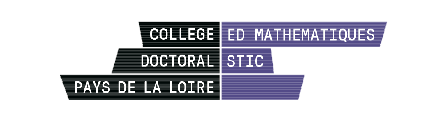 COLLEGE ED MATHEMATIQUES
DOCTORAL STIC
PAYS DE LA LOIRE